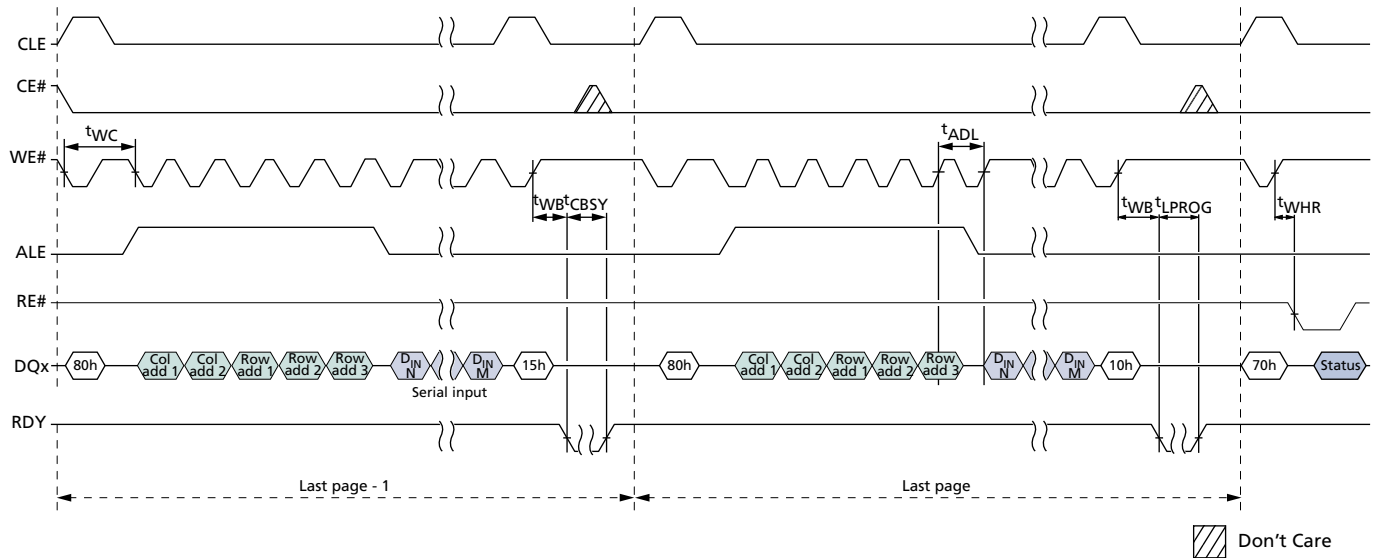 CLE
CE#
tWC
tADL
WE#
tWB tCBSY
tWB tLPROG
tWHR
ALE
RE#
DQx
80h
Col add 1
Col add 2
Row add 1
Row add 2
Row add 3
DIN N
DIN M
15h
80h
Col add 1
Col add 2
Row add 1
Row add 2
Row add 3
DIN N
DIN M
10h
70h
Status
Serial input
RDY
Last page - 1
Last page
Don't Care